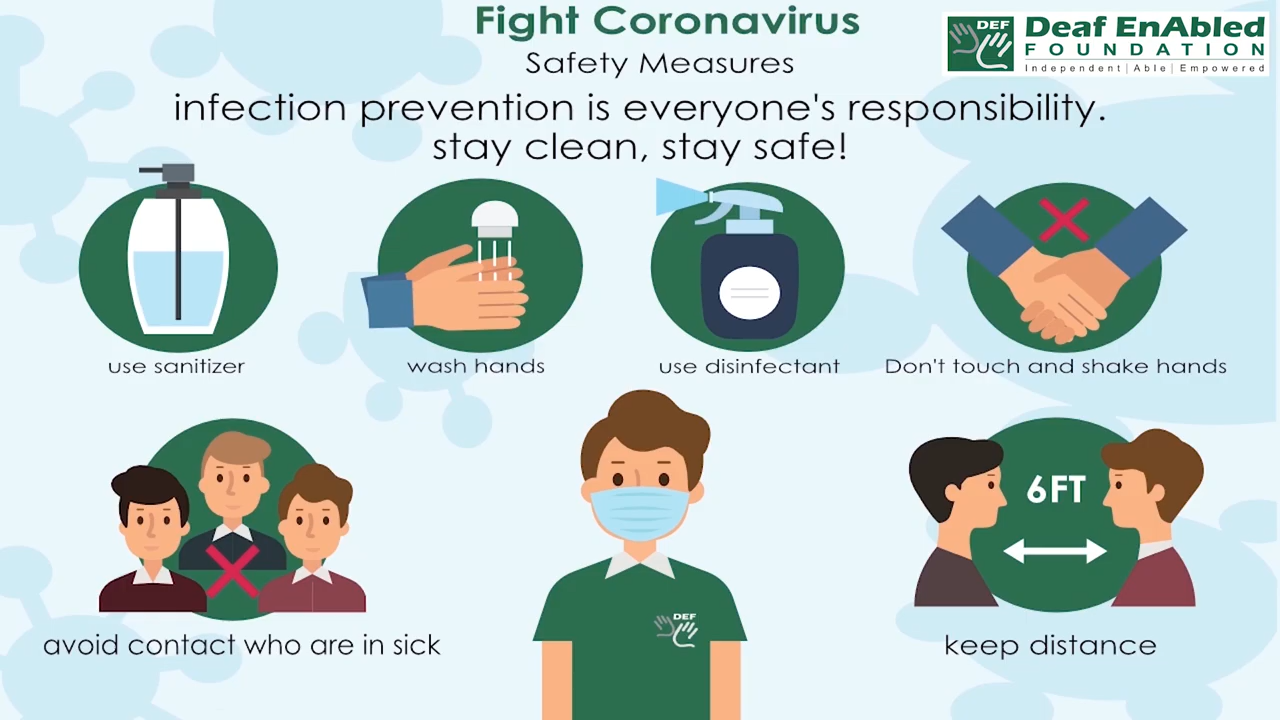 Fight Coronavirus
Safety Measures
DEF
Deaf EnAbled
FOUNDATION
Independent | Able | Empowered
infection prevention is everyone's responsibility.
stay clean, stay safe!
use sanitizer
wash hands
use disinfectant
Don't touch and shake hands
6FT
DEF
avoid contact who are in sick
keep distance